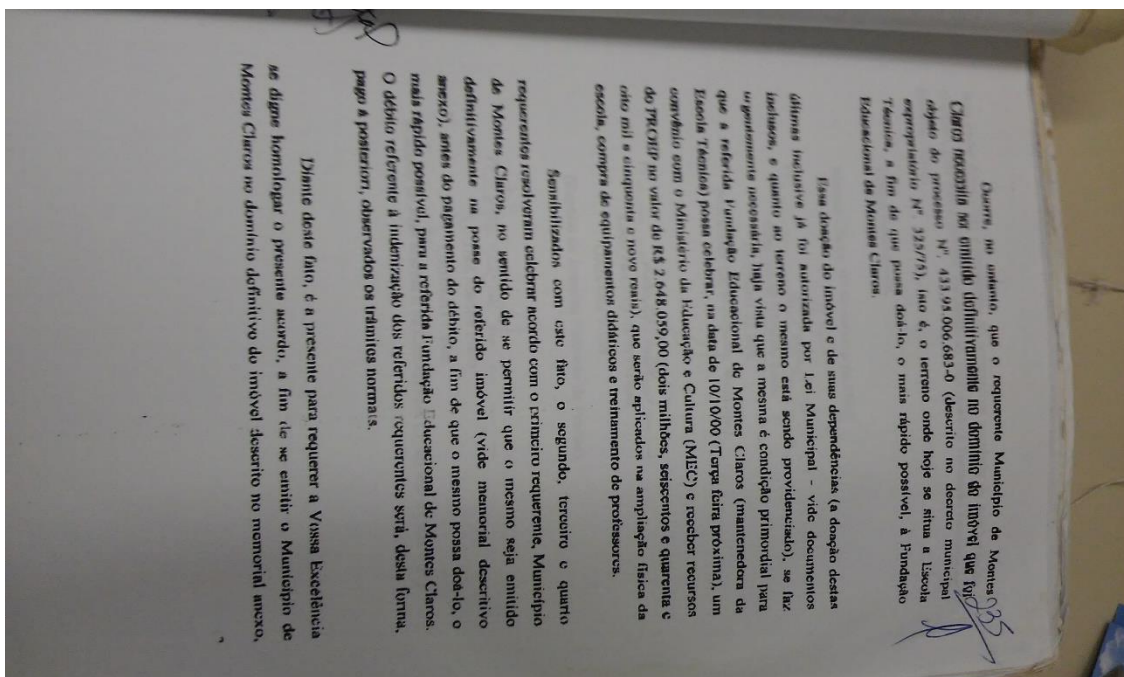 235
Ocorre, no entanto, que o requerente Município de Montes
Claros necessita ser emitido definitivamente no domínio do imóvel que foi
objeto do processo Nº. 433.95.006.683-0 (descrito no decreto municipal
expropriatório Nº. 325/75), isto é, o terreno onde hoje se situa a Escola
Técnica, a fim de que possa doá-lo, o mais rápido possível, à Fundação
Educacional de Montes Claros.
Essa doação do imóvel e de suas dependências (a doação destas
últimas inclusive já foi autorizada por Lei Municipal - vide documentos
inclusos, e quanto ao terreno o mesmo está sendo providenciado), se faz
urgentemente necessária, haja vista que a mesma é condição primordial para
que a referida Fundação Educacional de Montes Claros (mantenedora da
Escola Técnica) possa celebrar, na data de 10/10/00 (Terça feira próxima), um
convênio com o Ministério da Educação e Cultura (MEC) e receber recursos
do PROEP no valor de R$ 2.648.059,00 (dois milhões, seiscentos e quarenta e
oito mil e cinquenta e nove reais), que serão aplicados na ampliação física da
escola, compra de equipamentos didáticos e treinamento de professores.
Sensibilizados com este fato, o segundo, terceiro e quarto
requerentes resolveram celebrar acordo com o primeiro requerente, Município
de Montes Claros, no sentido de se permitir que o mesmo seja emitido
definitivamente na posse do referido imóvel (vide memorial descritivo
anexo), antes do pagamento do débito, a fim de que o mesmo possa doá-lo, o
mais rápido possível, para a referida Fundação Educacional de Montes Claros.
O débito referente à indenização dos referidos requerentes será, desta forma,
pago à posteriori, observados os trâmites normais.
Diante deste fato, é a presente para requerer a Vossa Excelência
se digne homologar o presente acordo, a fim de se emitir o Município de
Montes Claros no domínio definitivo do imóvel descrito no memorial anexo,